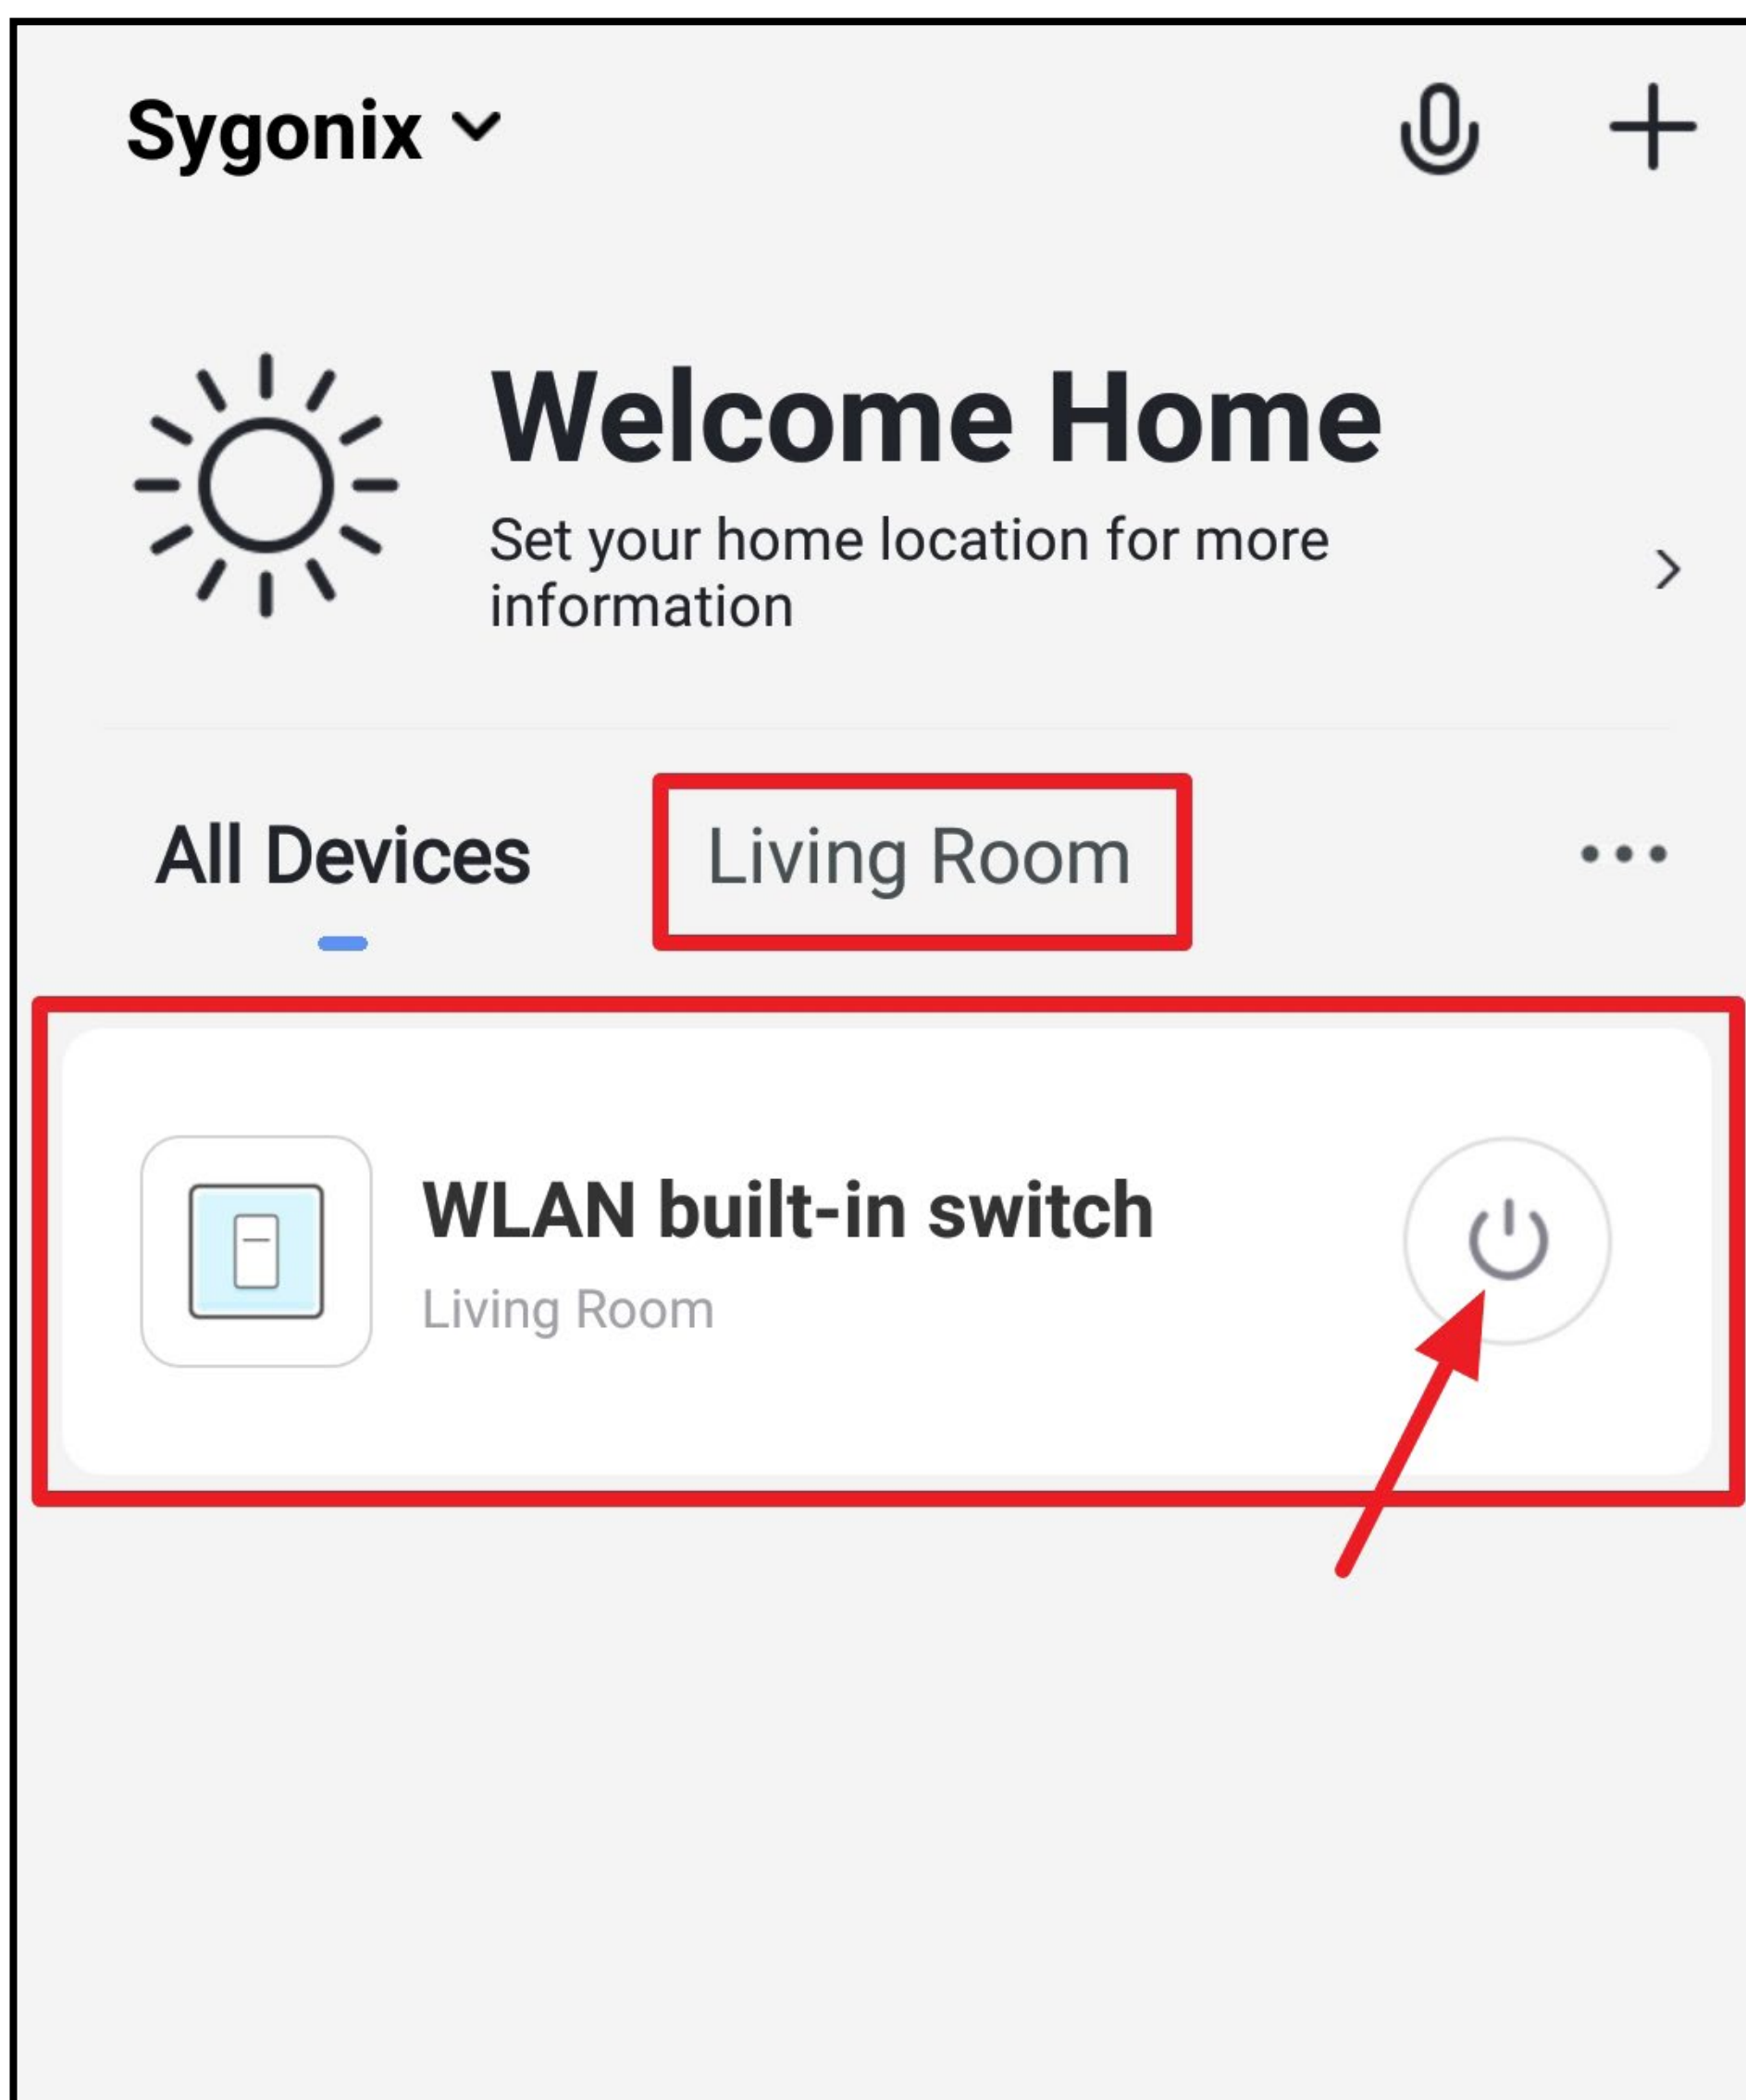 Sygonix
Welcome Home
Set your home location for more
information
All Devices
Living Room
WLAN built-in switch
Living Room